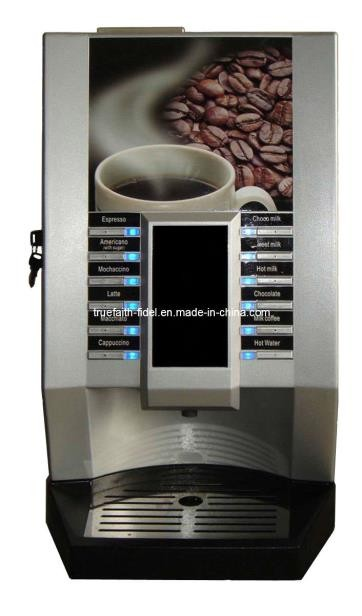 Espresso
Americano
(with sugar)
Mochaccino
Latte
Macchiato
Cappuccino
Choco milk
Sweet milk
Hot milk
Chocolate
Milk coffee
Hot Water
truefaith-fidel.en.made-in-china.com